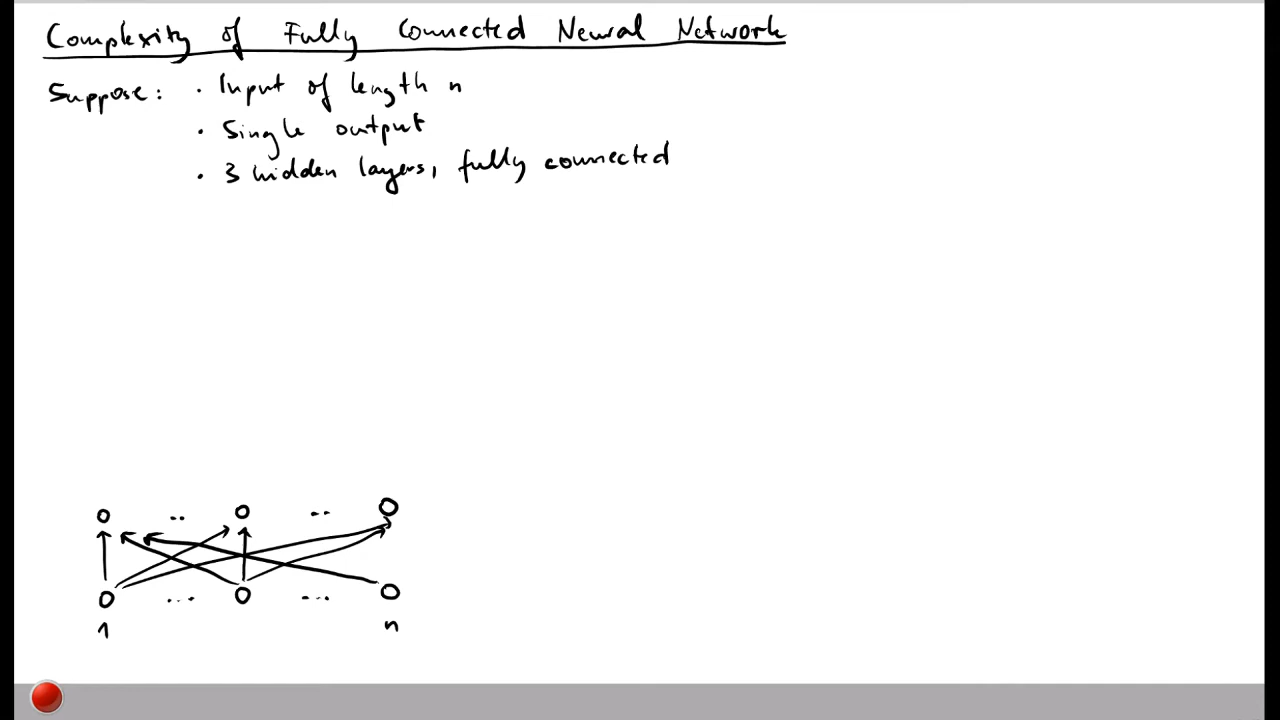 Complexity of Fully Connected Neural Network
Suppose: · Input of length n
· Single output
· 3 hidden layers, fully connected
1 n